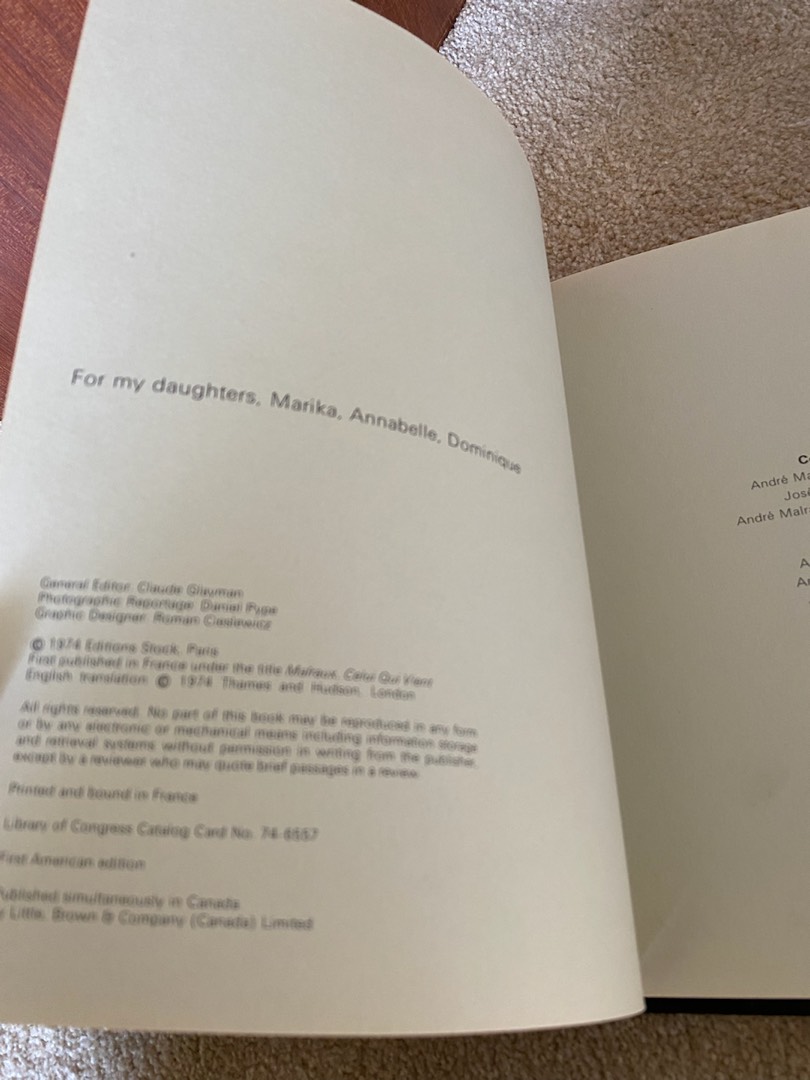 For my daughters, Marika, Annabelle, Dominique
General Editor: Claude Glayman
Photographic Reportage: Daniel Pype
Graphic Designer: Roman Cieslewicz
© 1974 Editions Stock, Paris
First published in France under the title Malraux, Celui Qui Vient
English translation © 1974 Thames and Hudson, London
All rights reserved. No part of this book may be reproduced in any form
or by any electronic or mechanical means including information storage
and retrieval systems without permission in writing from the publisher,
except by a reviewer who may quote brief passages in a review.
Printed and bound in France
Library of Congress Catalog Card No. 74-6557
First American edition
ublished simultaneously in Canada
Little, Brown & Company (Canada) Limited
C
André Ma
José
André Malr
A
An